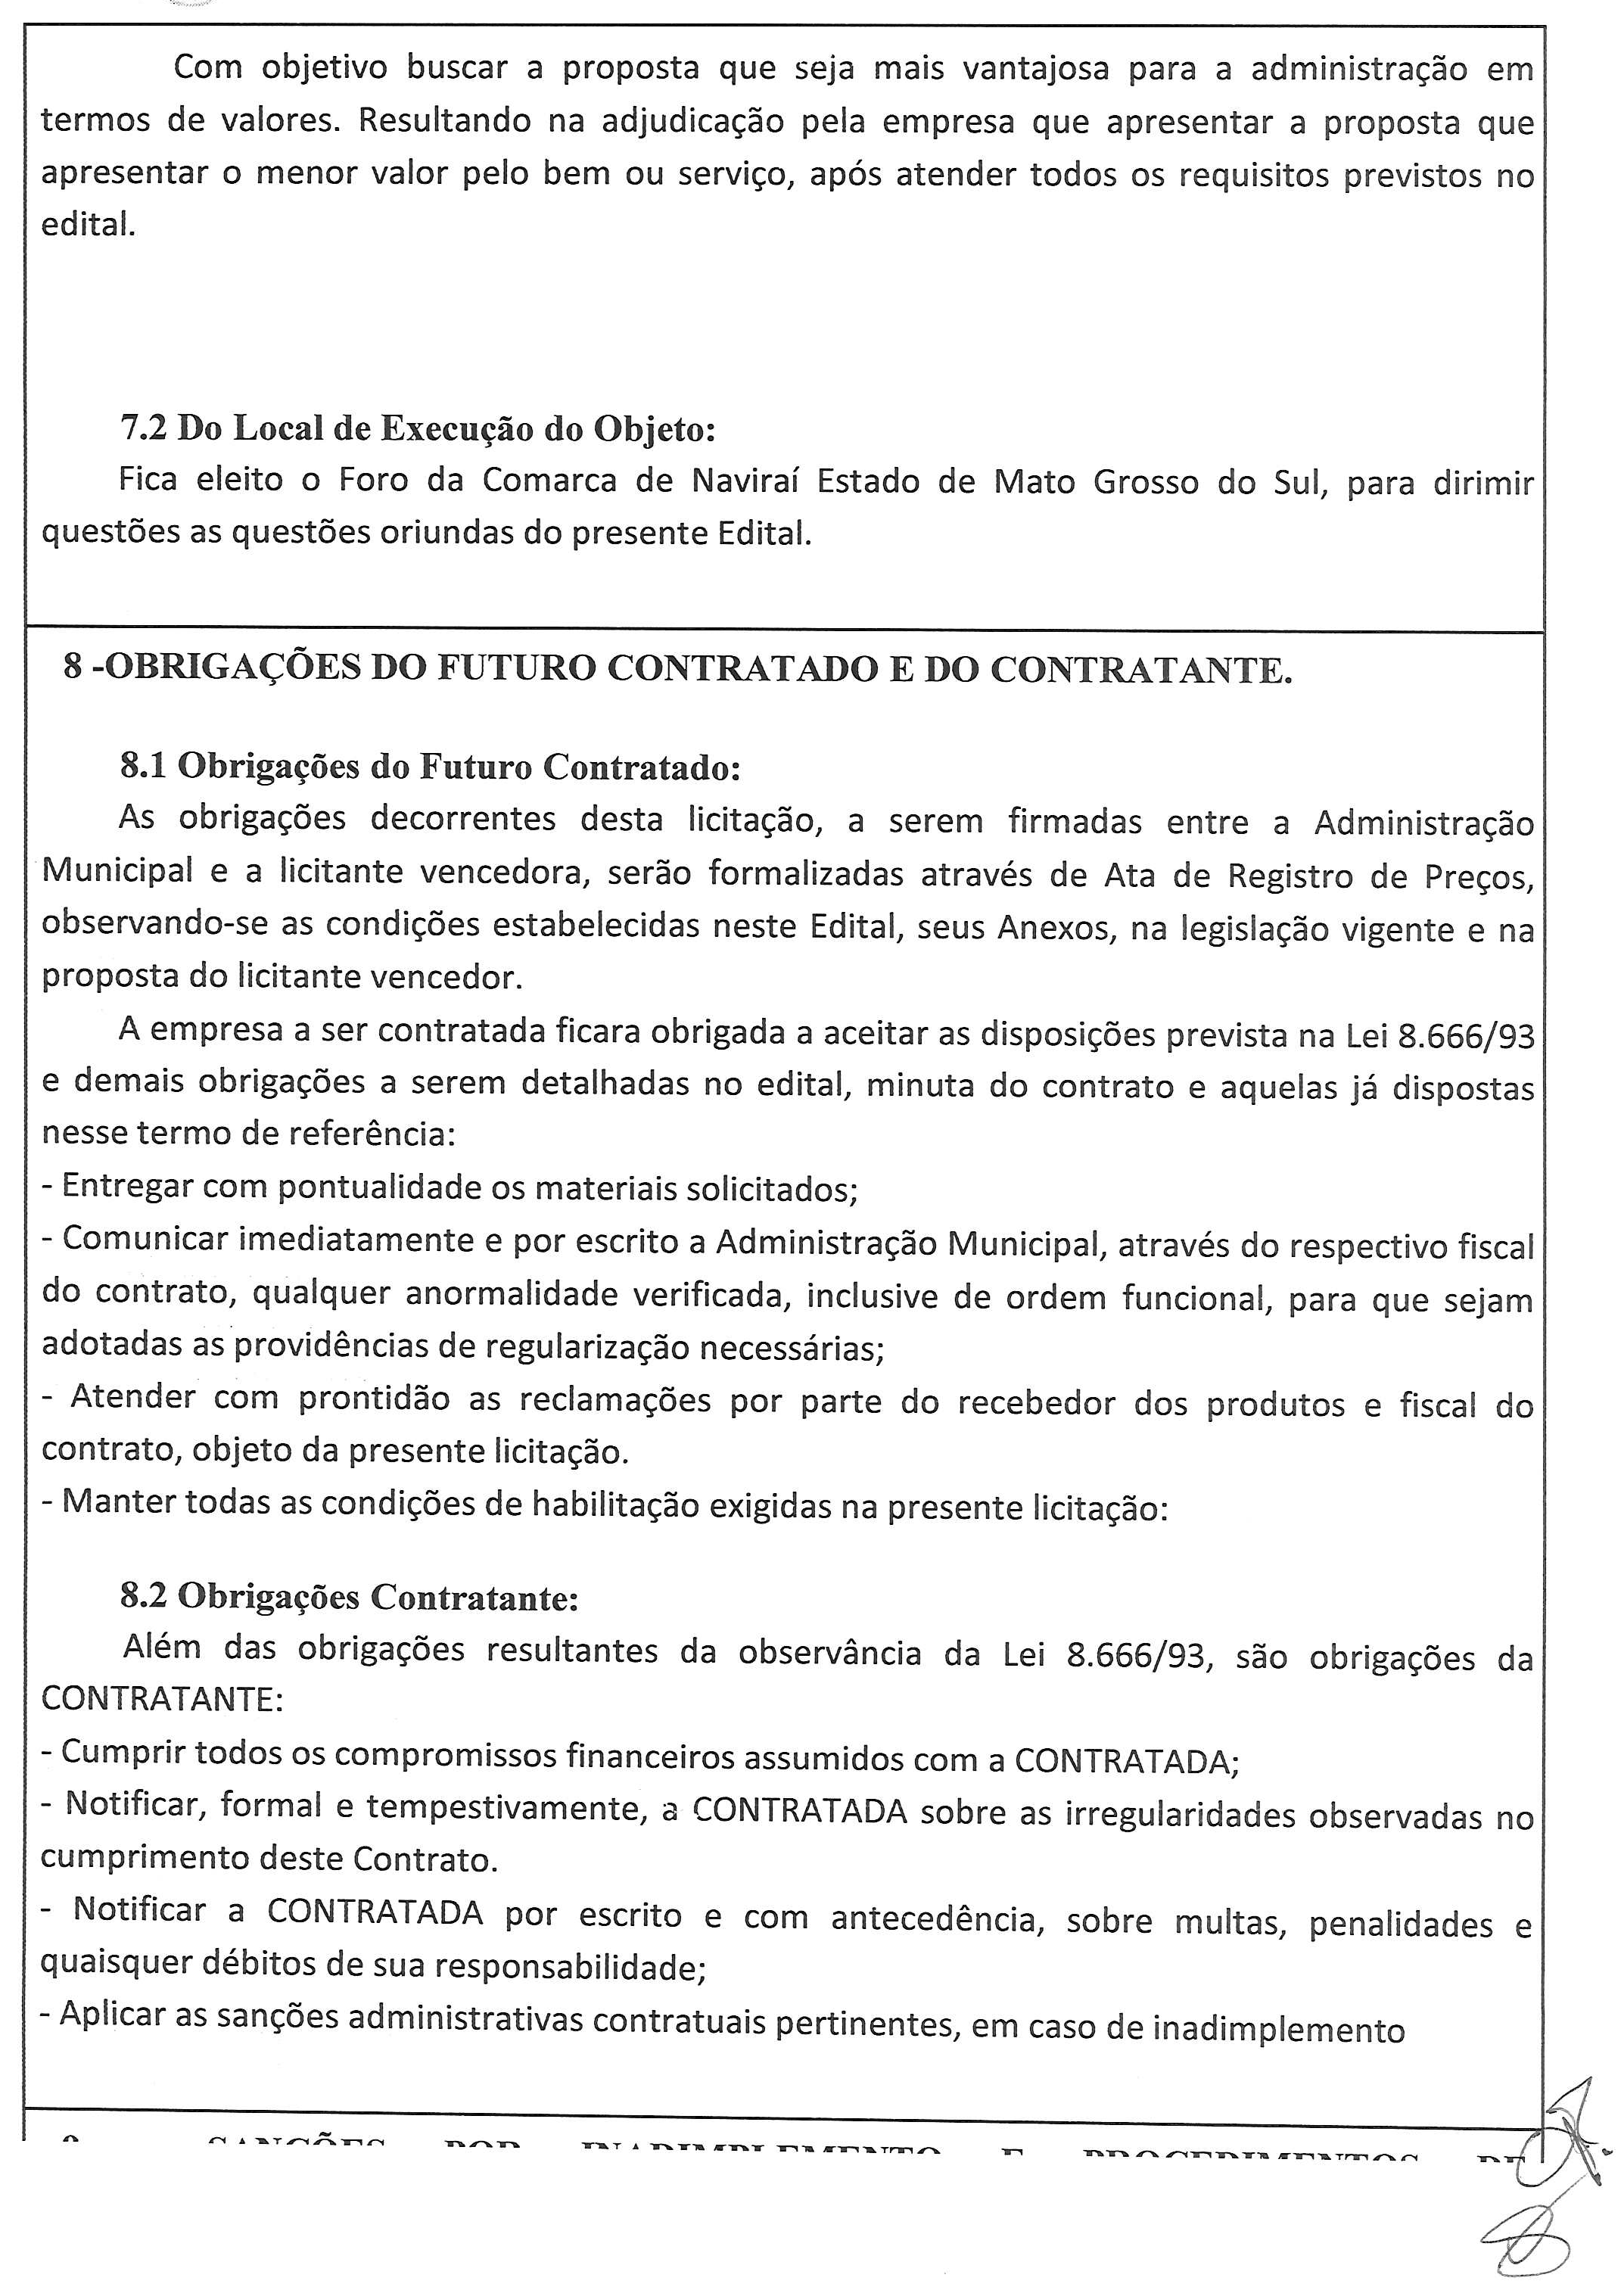 Com objetivo buscar a proposta que seja mais vantajosa para a administração em
termos de valores. Resultando na adjudicação pela empresa que apresentar a proposta que
apresentar o menor valor pelo bem ou serviço, após atender todos os requisitos previstos no
edital.
7.2 Do Local de Execução do Objeto:
Fica eleito o Foro da Comarca de Naviraí Estado de Mato Grosso do Sul, para dirimir
questões as questões oriundas do presente Edital.
8 -OBRIGAÇÕES DO FUTURO CONTRATADO E DO CONTRATANTE.
8.1 Obrigações do Futuro Contratado:
As obrigações decorrentes desta licitação, a serem firmadas entre a Administração
Municipal e a licitante vencedora, serão formalizadas através de Ata de Registro de Preços,
observando-se as condições estabelecidas neste Edital, seus Anexos, na legislação vigente e na
proposta do licitante vencedor.
A empresa a ser contratada ficara obrigada a aceitar as disposições prevista na Lei 8.666/93
e demais obrigações a serem detalhadas no edital, minuta do contrato e aquelas já dispostas
nesse termo de referência:
- Entregar com pontualidade os materiais solicitados;
- Comunicar imediatamente e por escrito a Administração Municipal, através do respectivo fiscal
do contrato, qualquer anormalidade verificada, inclusive de ordem funcional, para que sejam
adotadas as providências de regularização necessárias;
- Atender com prontidão as reclamações por parte do recebedor dos produtos e fiscal do
contrato, objeto da presente licitação.
- Manter todas as condições de habilitação exigidas na presente licitação:
8.2 Obrigações Contratante:
Além das obrigações resultantes da observância da Lei 8.666/93, são obrigações da
CONTRATANTE:
- Cumprir todos os compromissos financeiros assumidos com a CONTRATADA;
- Notificar, formal e tempestivamente, a CONTRATADA sobre as irregularidades observadas no
cumprimento deste Contrato.
- Notificar a CONTRATADA por escrito e com antecedência, sobre multas, penalidades e
quaisquer débitos de sua responsabilidade;
- Aplicar as sanções administrativas contratuais pertinentes, em caso de inadimplemento
SANÇÕES POR INADIMPLEMENTO E PROCEDIMENTOS DE